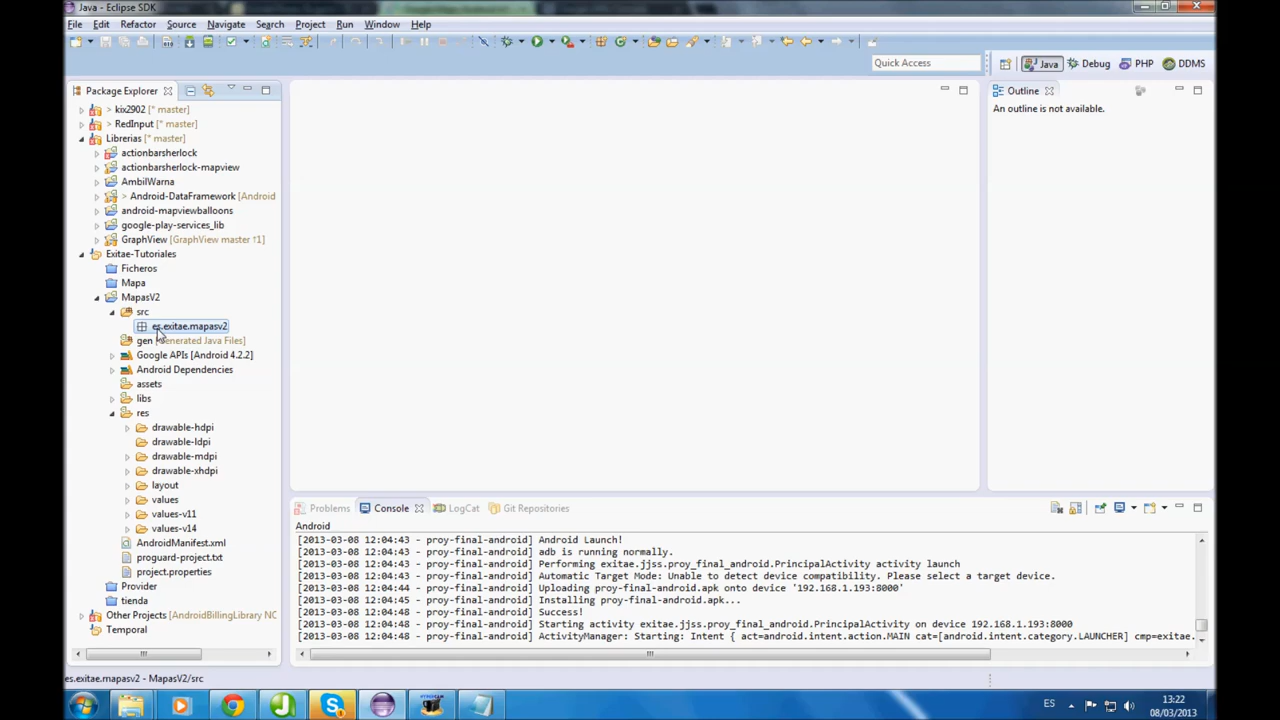 Java - Eclipse SDK
File Edit Refactor Source Navigate Search Project Run Window Help
Quick Access
Java Debug PHP DDMS
Package Explorer
> kix2902 [* master]
> RedInput [* master]
Librerias [* master]
actionbarsherlock
actionbarsherlock-mapview
AmbilWarna
> Android-DataFramework [Android
android-mapviewballoons
google-play-services_lib
GraphView [GraphView master ↑1]
Exitae-Tutoriales
Ficheros
Mapa
MapasV2
src
es.exitae.mapasv2
gen [Generated Java Files]
Google APIs [Android 4.2.2]
Android Dependencies
assets
libs
res
drawable-hdpi
drawable-ldpi
drawable-mdpi
drawable-xhdpi
layout
values
values-v11
values-v14
AndroidManifest.xml
proguard-project.txt
project.properties
Provider
tienda
Other Projects [AndroidBillingLibrary NC
Temporal
Outline
An outline is not available.
Problems Console LogCat Git Repositories
Android
[2013-03-08 12:04:43 - proy-final-android] Android Launch!
[2013-03-08 12:04:43 - proy-final-android] adb is running normally.
[2013-03-08 12:04:43 - proy-final-android] Performing exitae.jjss.proy_final_android.PrincipalActivity activity launch
[2013-03-08 12:04:43 - proy-final-android] Automatic Target Mode: Unable to detect device compatibility. Please select a target device.
[2013-03-08 12:04:44 - proy-final-android] Uploading proy-final-android.apk onto device '192.168.1.193:8000'
[2013-03-08 12:04:45 - proy-final-android] Installing proy-final-android.apk...
[2013-03-08 12:04:48 - proy-final-android] Success!
[2013-03-08 12:04:48 - proy-final-android] Starting activity exitae.jjss.proy_final_android.PrincipalActivity on device 192.168.1.193:8000
[2013-03-08 12:04:48 - proy-final-android] ActivityManager: Starting: Intent { act=android.intent.action.MAIN cat=[android.intent.category.LAUNCHER] cmp=exitae.
es.exitae.mapasv2 - MapasV2/src
ES
13:22
08/03/2013